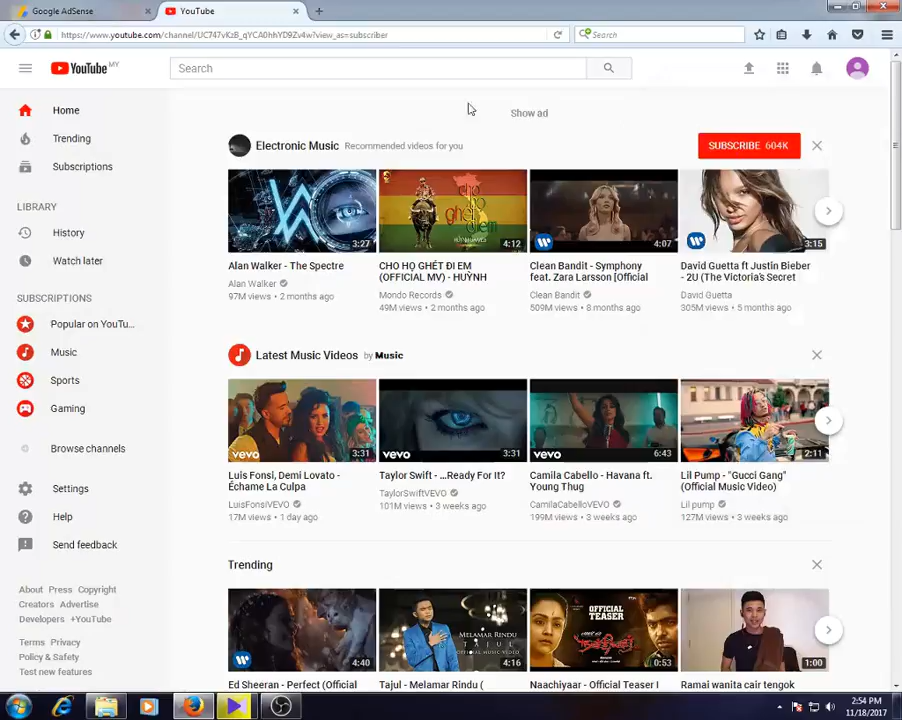 Google AdSense
YouTube
https://www.youtube.com/channel/UC747vKzB_qYCA0hhYD9Zv4w?view_as=subscriber
Search
YouTube MY
Search
Show ad
Home
Trending
Subscriptions
LIBRARY
History
Watch later
SUBSCRIPTIONS
Popular on YouTu...
Music
Sports
Gaming
Browse channels
Settings
Help
Send feedback
About Press Copyright
Creators Advertise
Developers +YouTube
Terms Privacy
Policy & Safety
Test new features
Electronic Music Recommended videos for you
SUBSCRIBE 604K
3:27
4:12
4:07
3:15
Alan Walker - The Spectre
Alan Walker
97M views • 2 months ago
CHO HỌ GHÉT ĐI EM
(OFFICIAL MV) - HUỲNH
Mondo Records
49M views • 2 months ago
Clean Bandit - Symphony
feat. Zara Larsson [Official
Clean Bandit
509M views • 8 months ago
David Guetta ft Justin Bieber
- 2U (The Victoria's Secret
David Guetta
305M views • 5 months ago
Latest Music Videos by Music
vevo
3:31
3:31
vevo
6:43
2:11
Luis Fonsi, Demi Lovato -
Échame La Culpa
LuisFonsiVEVO
17M views • 1 day ago
Taylor Swift - ...Ready For It?
TaylorSwiftVEVO
101M views • 3 weeks ago
Camila Cabello - Havana ft.
Young Thug
CamilaCabelloVEVO
199M views • 3 weeks ago
Lil Pump - "Gucci Gang"
(Official Music Video)
Lil pump
127M views • 3 weeks ago
Trending
4:40
MELAMAR RINDU
TAJUL
4:16
OFFICIAL
TEASER
0:53
1:00
Ed Sheeran - Perfect (Official
Tajul - Melamar Rindu (
Naachiyaar - Official Teaser I
Ramai wanita cair tengok
2:54 PM
11/18/2017